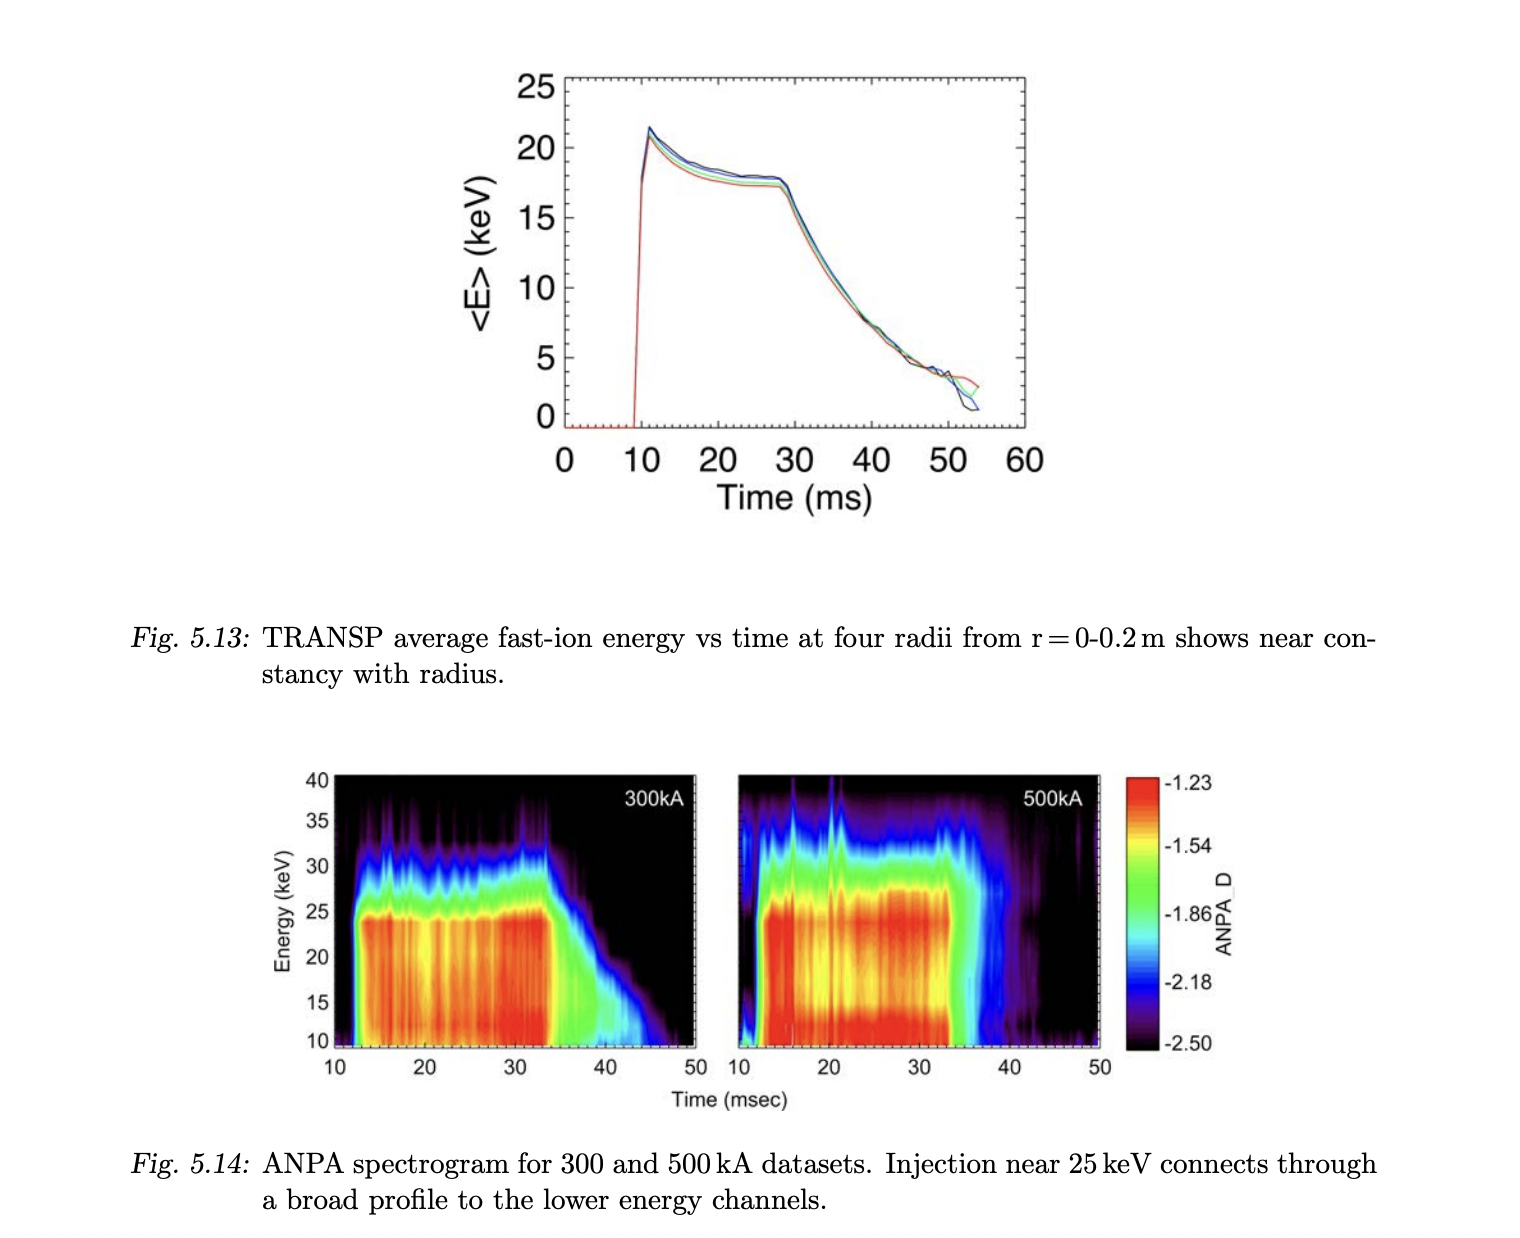 25
20
15
10
5
0
<E> (keV)
0 10 20 30 40 50 60
Time (ms)
Fig. 5.13: TRANSP average fast-ion energy vs time at four radii from r = 0-0.2 m shows near con-
stancy with radius.
40
35
30
25
20
15
10
Energy (keV)
300kA
500kA
10 20 30 40 50
10 20 30 40 50
Time (msec)
-1.23
-1.54
-1.86
-2.18
-2.50
ANPA_D
Fig. 5.14: ANPA spectrogram for 300 and 500 kA datasets. Injection near 25 keV connects through
a broad profile to the lower energy channels.